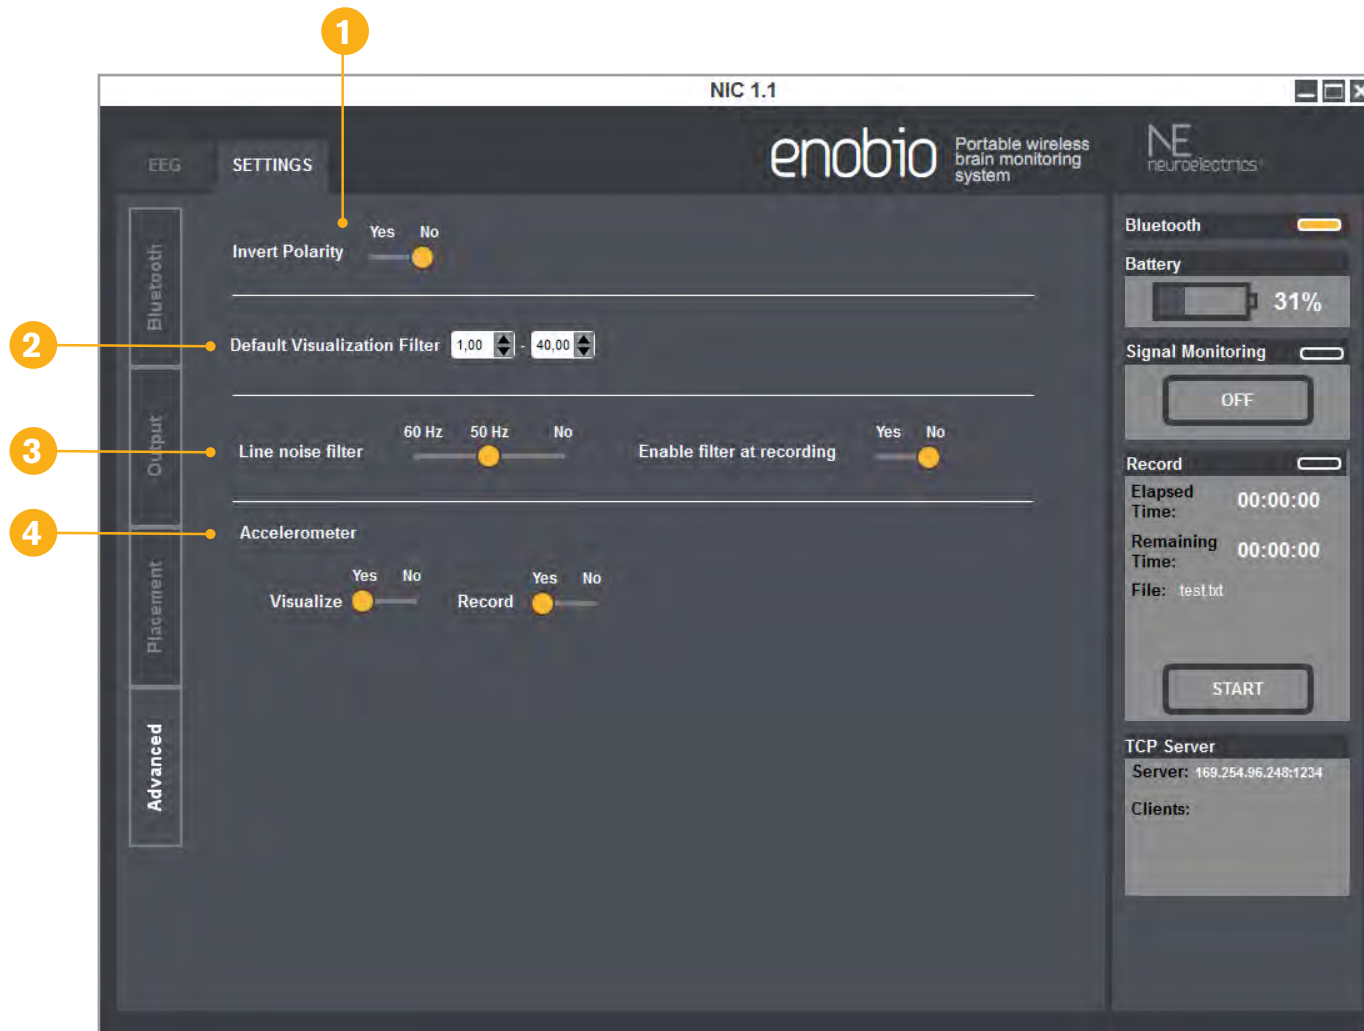 1
NIC 1.1
EEG
SETTINGS
enobio
Portable wireless
brain monitoring
system
NE
neuroelectrics®
Bluetooth
Output
Placement
Advanced
Yes No
Invert Polarity
2
Default Visualization Filter 1,00 - 40,00
3
60 Hz 50 Hz No
Line noise filter
Yes No
Enable filter at recording
4
Accelerometer
Yes No
Visualize
Yes No
Record
Bluetooth
Battery
31%
Signal Monitoring
OFF
Record
Elapsed
Time:
00:00:00
Remaining
Time:
00:00:00
File: test.txt
START
TCP Server
Server: 169.254.96.248:1234
Clients: